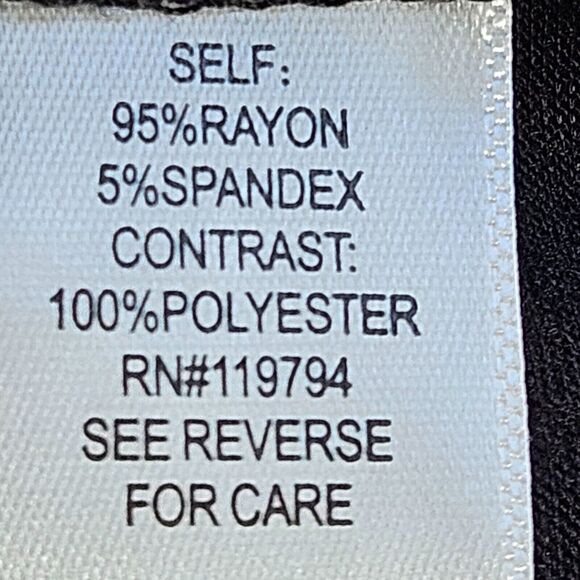 SELF:
95%RAYON
5%SPANDEX
CONTRAST:
100%POLYESTER
RN#119794
SEE REVERSE
FOR CARE